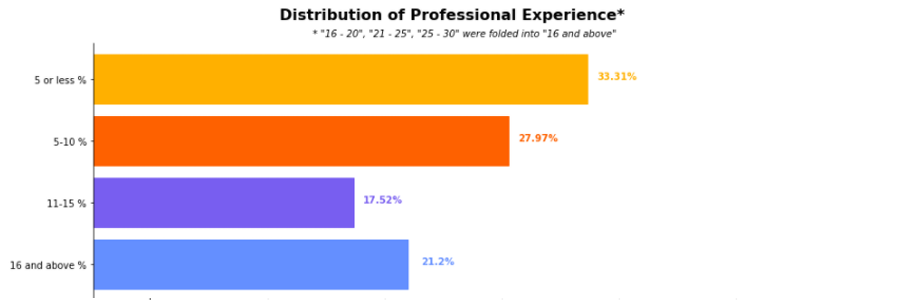 Distribution of Professional Experience*
* "16 - 20", "21 - 25", "25 - 30" were folded into "16 and above"
5 or less %
33.31%
5-10 %
27.97%
11-15 %
17.52%
16 and above %
21.2%